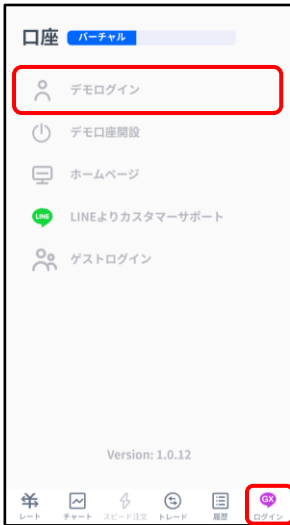 口座 バーチャル
デモログイン
デモ口座開設
ホームページ
LINE LINEよりカスタマーサポート
ゲストログイン
Version: 1.0.12
GX
レート チャート スピード注文 トレード 履歴 ログイン